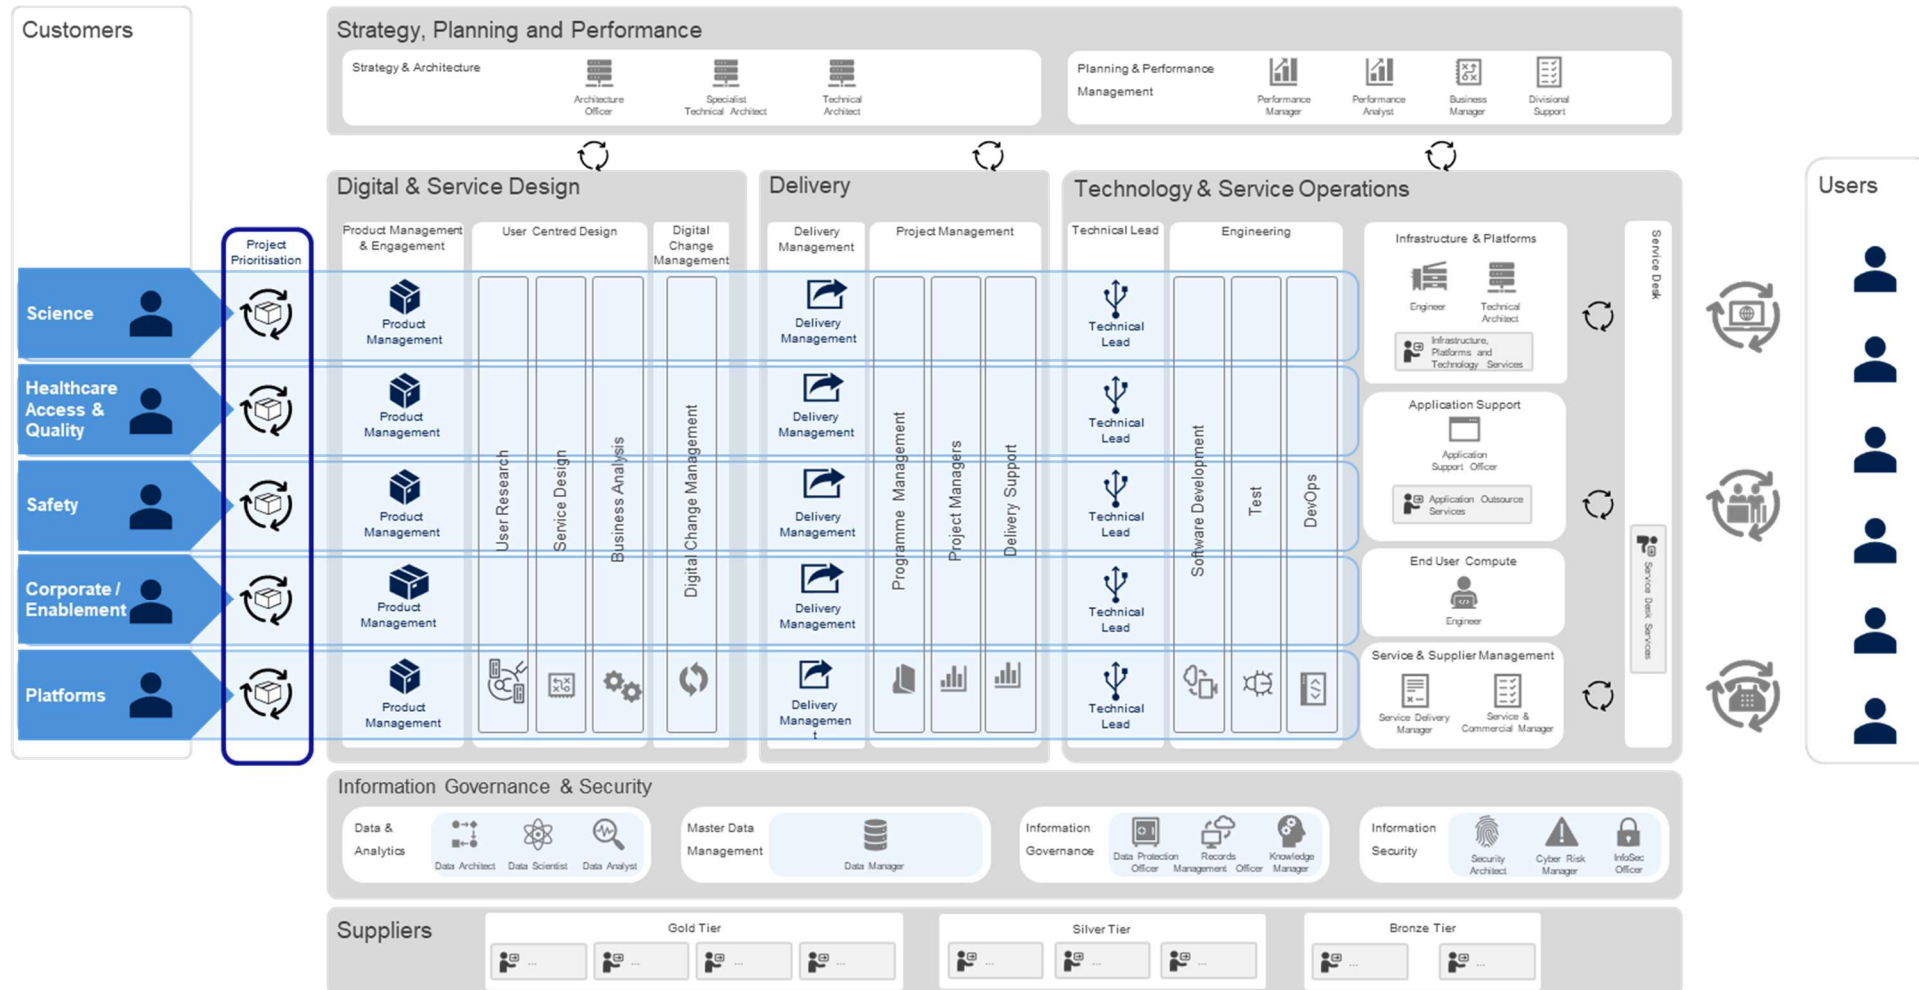 Customers
Strategy, Planning and Performance
Strategy & Architecture
Architecture
Officer
Specialist
Technical Architect
Technical
Architect
Planning & Performance
Management
Performance
Manager
Performance
Analyst
Business
Manager
Divisional
Support
Project
Prioritisation
Science
Healthcare
Access &
Quality
Safety
Corporate /
Enablement
Platforms
Digital & Service Design
Product Management
& Engagement
Product
Management
Product
Management
Product
Management
Product
Management
Product
Management
User Centred Design
User Research
Service Design
Business Analysis
Digital
Change
Management
Digital Change Management
Delivery
Delivery
Management
Delivery
Management
Delivery
Management
Delivery
Management
Delivery
Management
Delivery
Managemen
t
Project Management
Programme Management
Project Managers
Delivery Support
Technology & Service Operations
Technical Lead
Technical
Lead
Technical
Lead
Technical
Lead
Technical
Lead
Technical
Lead
Engineering
Software Development
Test
DevOps
Infrastructure & Platforms
Engineer
Technical
Architect
Infrastructure,
Platforms and
Technology Services
Application Support
Application
Support Officer
Application Outsource
Services
End User Compute
Engineer
Service & Supplier Management
Service Delivery
Manager
Service &
Commercial Manager
Service Desk
Service Desk Services
Users
Information Governance & Security
Data &
Analytics
Data Architect
Data Scientist
Data Analyst
Master Data
Management
Data Manager
Information
Governance
Data Protection
Officer
Records
Management Officer
Knowledge
Manager
Information
Security
Security
Architect
Cyber Risk
Manager
InfoSec
Officer
Suppliers
Gold Tier
...
...
...
...
Silver Tier
...
...
...
Bronze Tier
...
...